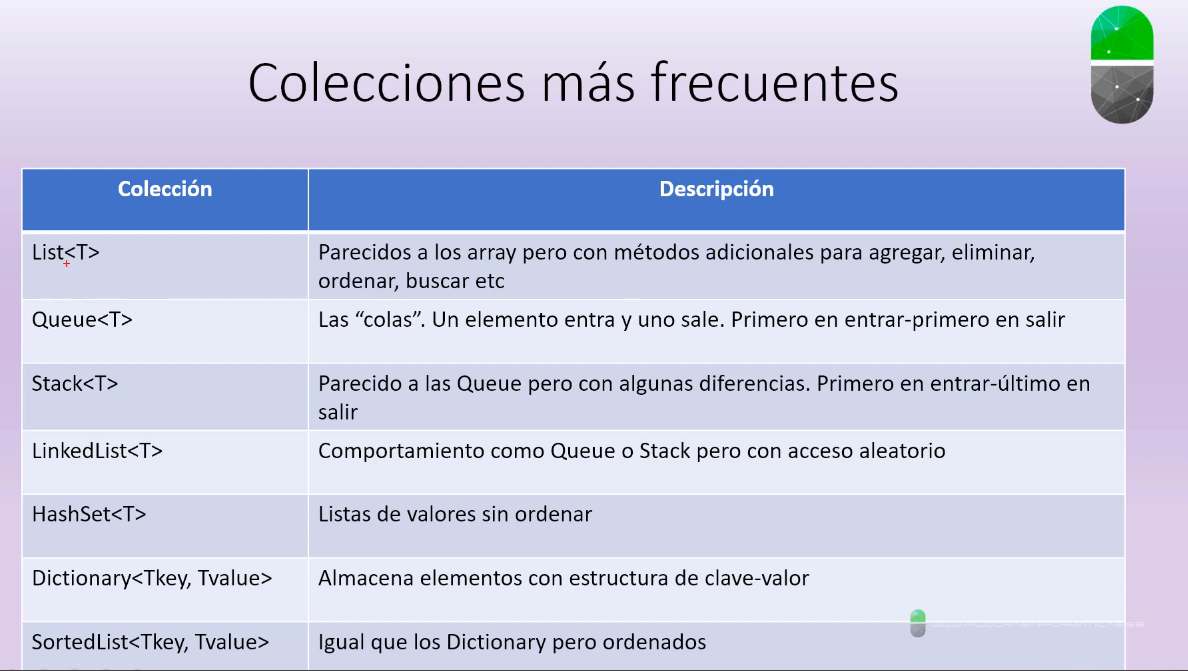 Colecciones más frecuentes
Colección
Descripción
List<T>
Parecidos a los array pero con métodos adicionales para agregar, eliminar,
ordenar, buscar etc
Queue<T>
Las “colas”. Un elemento entra y uno sale. Primero en entrar-primero en salir
Stack<T>
Parecido a las Queue pero con algunas diferencias. Primero en entrar-último en
salir
LinkedList<T>
Comportamiento como Queue o Stack pero con acceso aleatorio
HashSet<T>
Listas de valores sin ordenar
Dictionary<Tkey, Tvalue>
Almacena elementos con estructura de clave-valor
SortedList<Tkey, Tvalue>
Igual que los Dictionary pero ordenados